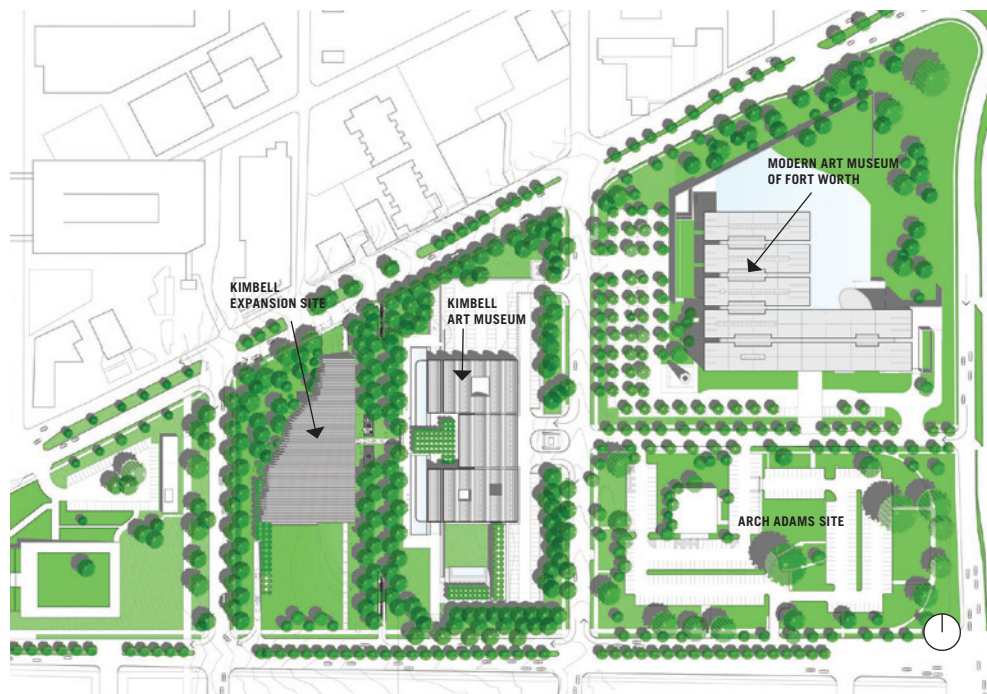 MODERN ART MUSEUM
OF FORT WORTH
KIMBELL
EXPANSION SITE
KIMBELL
ART MUSEUM
ARCH ADAMS SITE